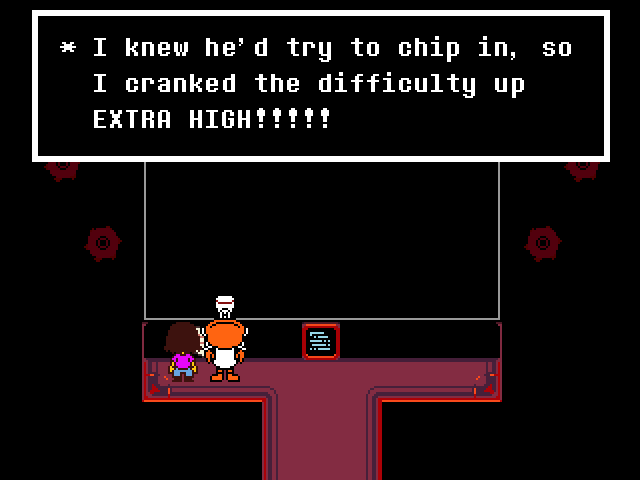 * I knew he'd try to chip in, so
I cranked the difficulty up
EXTRA HIGH!!!!!